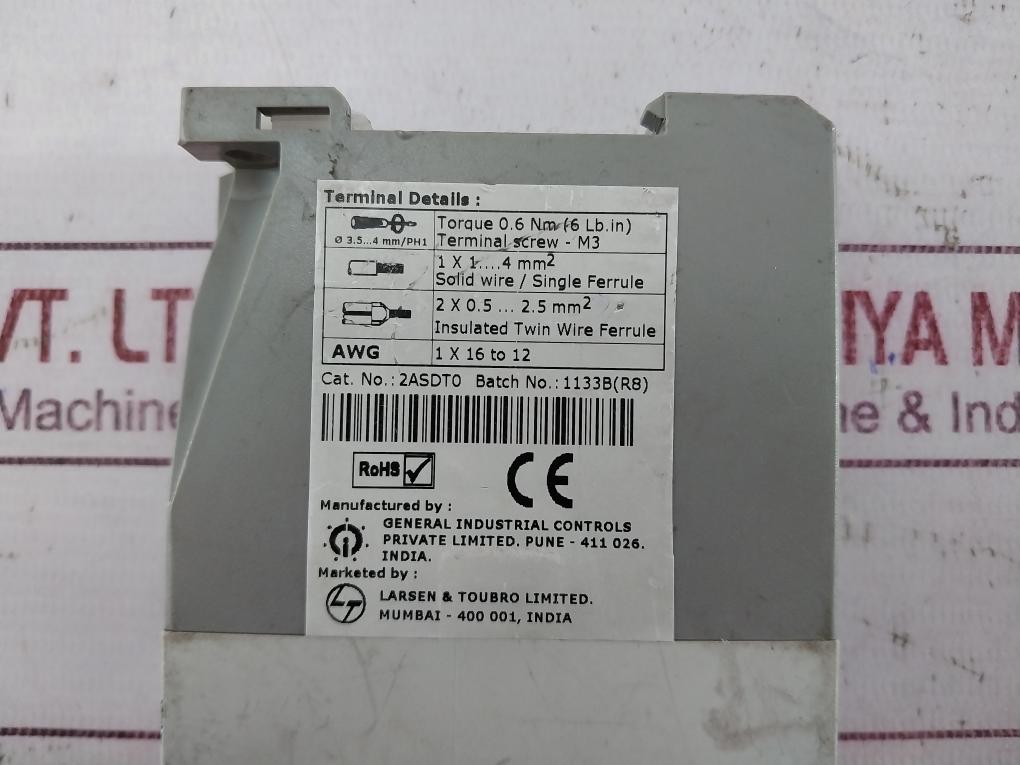 Terminal Details :
Torque 0.6 Nm (6 Lb.in)
Ø 3.5...4 mm/PH1 Terminal screw - M3
1 X 1....4 mm2
Solid wire / Single Ferrule
2 X 0.5 ... 2.5 mm2
Insulated Twin Wire Ferrule
AWG 1 X 16 to 12
Cat. No.: 2ASDT0 Batch No.: 1133B(R8)
RoHS CE
Manufactured by :
GENERAL INDUSTRIAL CONTROLS
PRIVATE LIMITED. PUNE - 411 026.
INDIA.
Marketed by :
LT LARSEN & TOUBRO LIMITED.
MUMBAI - 400 001, INDIA
VT. LT IYA M
Machine ne & Ind